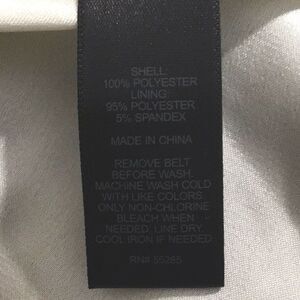 SHELL:
100% POLYESTER
LINING:
95% POLYESTER
5% SPANDEX
MADE IN CHINA
REMOVE BELT
BEFORE WASH.
MACHINE WASH COLD
WITH LIKE COLORS.
ONLY NON-CHLORINE
BLEACH WHEN
NEEDED. LINE DRY.
COOL IRON IF NEEDED.
RN# 55285